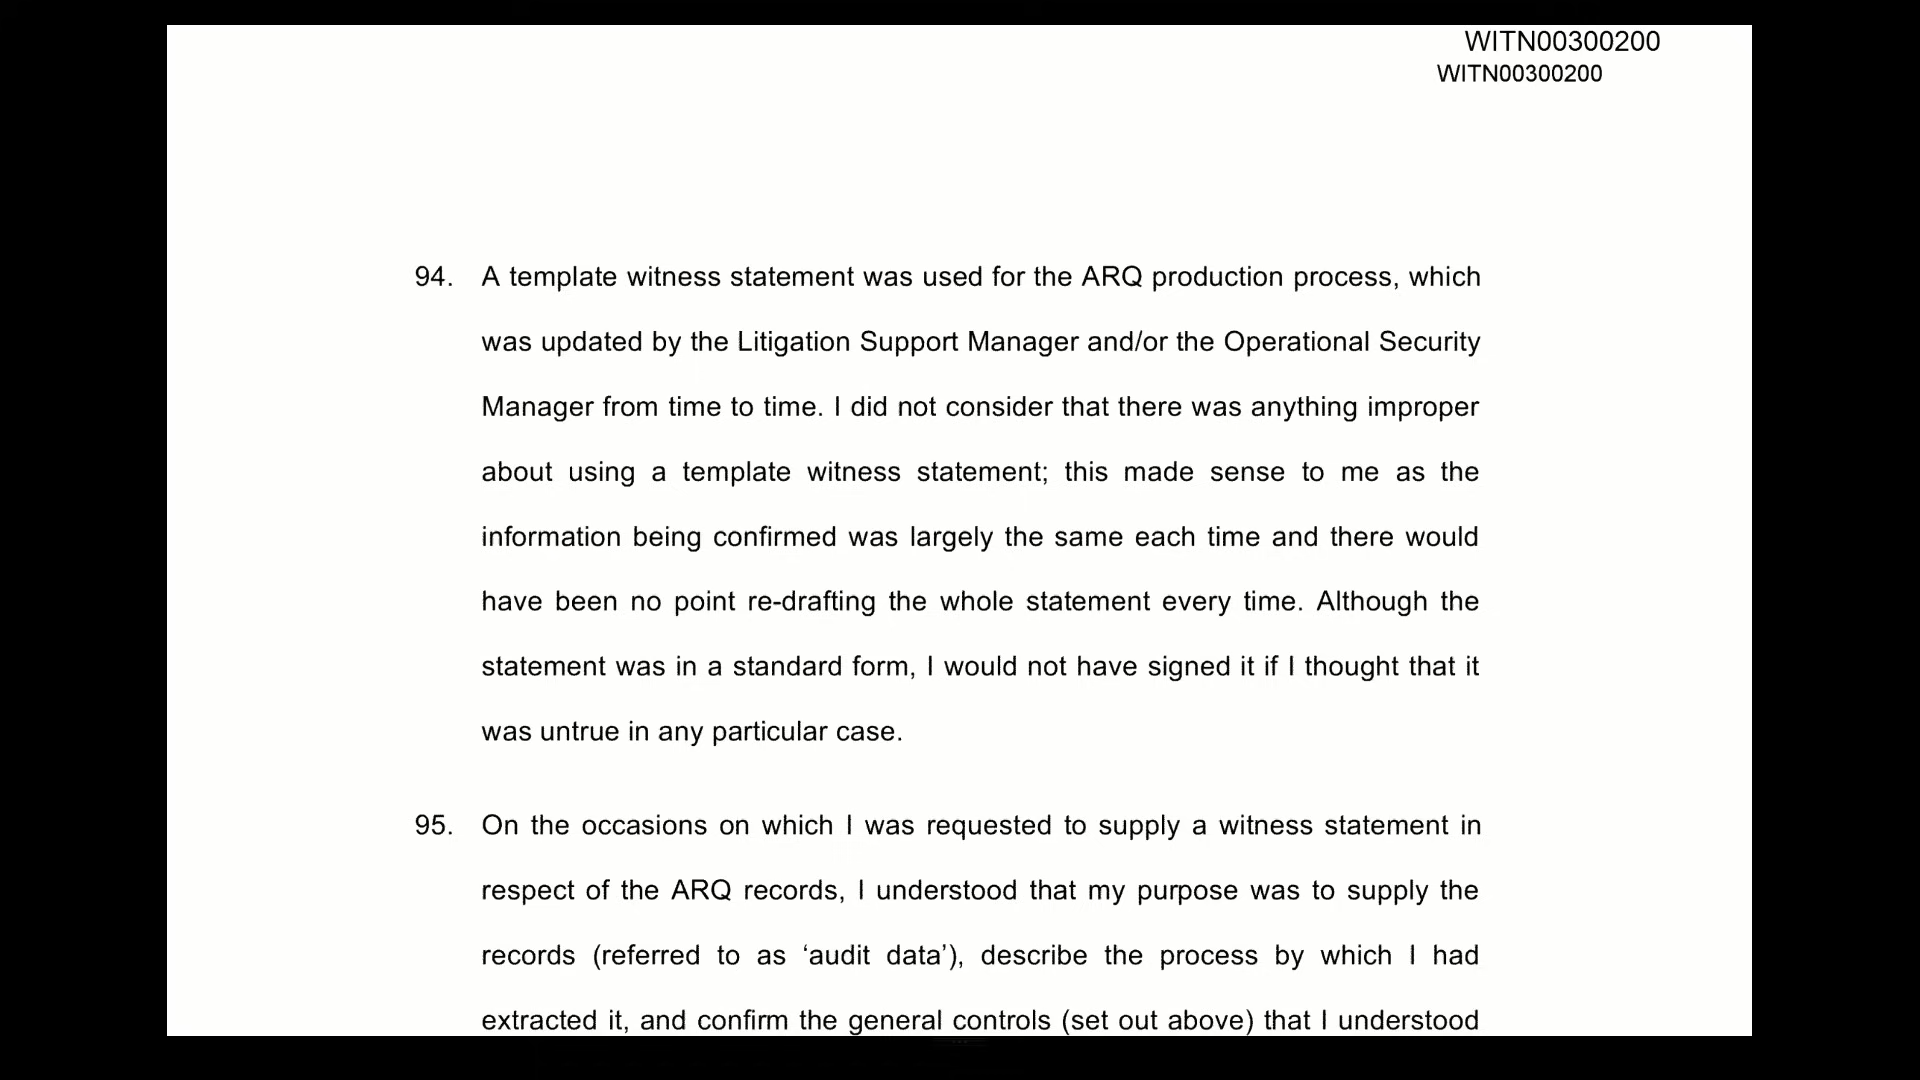 WITN00300200
WITN00300200
94. A template witness statement was used for the ARQ production process, which
was updated by the Litigation Support Manager and/or the Operational Security
Manager from time to time. I did not consider that there was anything improper
about using a template witness statement; this made sense to me as the
information being confirmed was largely the same each time and there would
have been no point re-drafting the whole statement every time. Although the
statement was in a standard form, I would not have signed it if I thought that it
was untrue in any particular case.
95. On the occasions on which I was requested to supply a witness statement in
respect of the ARQ records, I understood that my purpose was to supply the
records (referred to as ‘audit data’), describe the process by which I had
extracted it, and confirm the general controls (set out above) that I understood